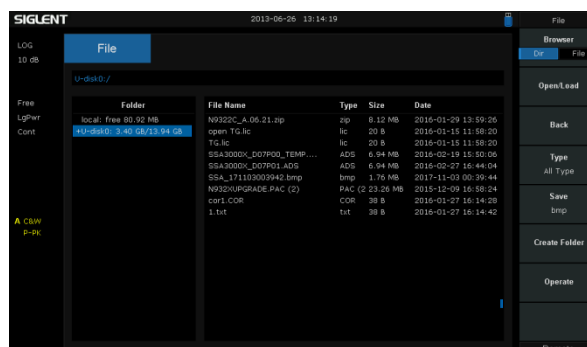 SIGLENT 2013-06-26 13:14:19 File
LOG
10 dB
File
Browser
Dir File
U-disk0:/
Open/Load
Free
LgPwr
Cont
Folder
local: free 80.92 MB
+U-disk0: 3.40 GB/13.94 GB
File Name Type Size Date
N9322C_A.06.21.zip zip 8.12 MB 2016-01-29 13:59:26
open TG.lic lic 20 B 2016-01-15 11:58:20
TG.lic lic 20 B 2016-01-15 11:58:20
SSA3000X_D07P00_TEMP.... ADS 6.94 MB 2016-02-19 15:50:06
SSA3000X_D07P01.ADS ADS 6.94 MB 2016-02-27 16:44:04
SSA_171103003942.bmp bmp 1.76 MB 2017-11-03 00:39:44
N932XUPGRADE.PAC (2) PAC (2 23.26 MB 2015-12-09 16:58:24
cor1.COR COR 38 B 2016-01-27 16:14:28
1.txt txt 38 B 2016-01-27 16:14:42
Back
Type
All Type
Save
bmp
A C&W
P-PK
Create Folder
Operate